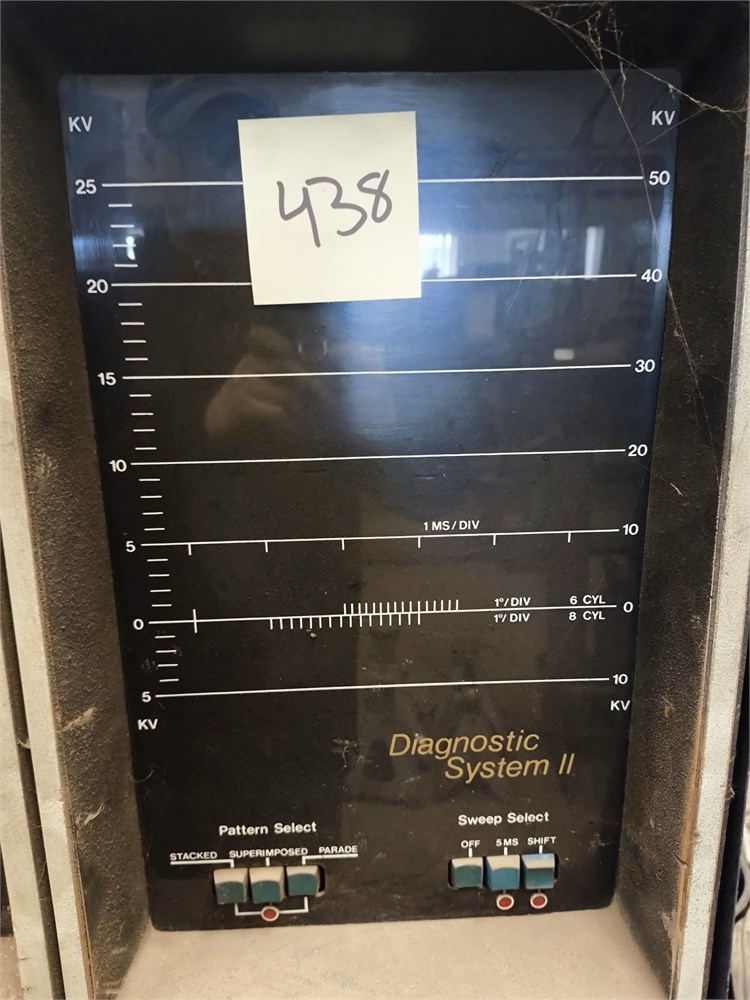 KV KV
438
25 50
20 40
15 30
10 20
1 MS / DIV
5 10
1°/DIV 6 CYL
0 0
1°/DIV 8 CYL
5 10
KV KV
Diagnostic
System II
Pattern Select Sweep Select
STACKED SUPERIMPOSED PARADE OFF 5MS SHIFT